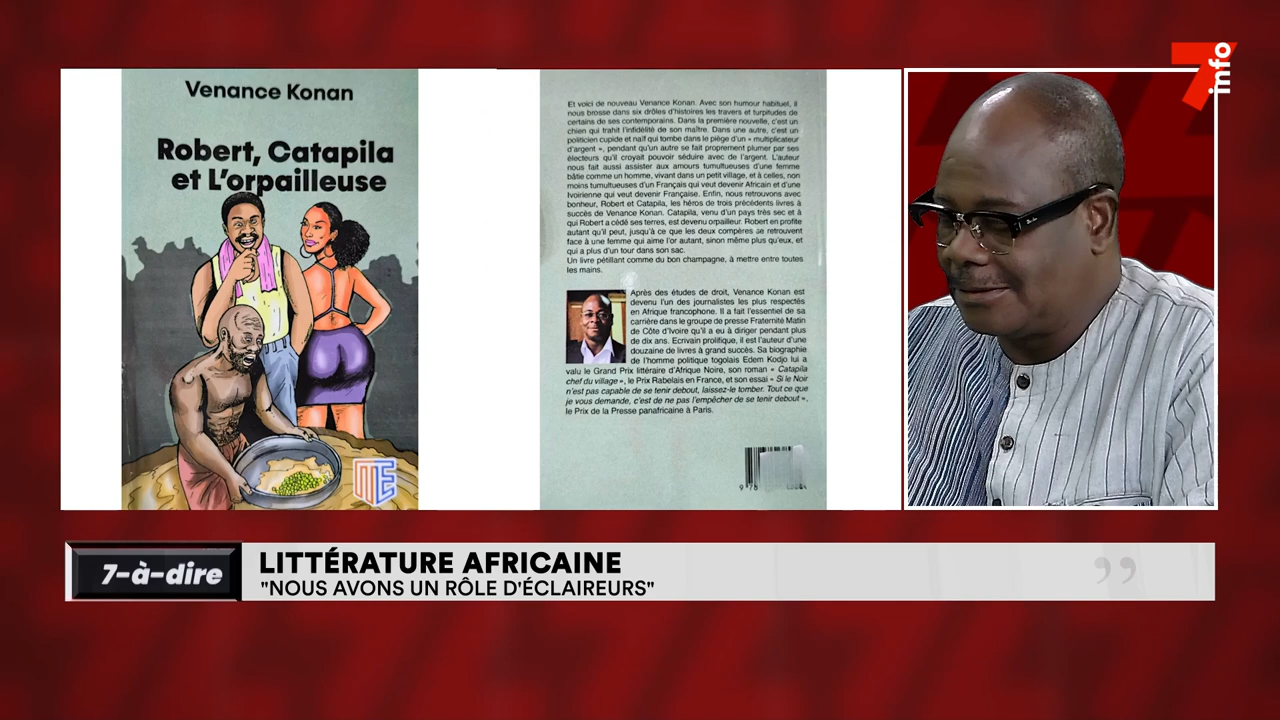 7info
Venance Konan
Robert, Catapila
et L'orpailleuse
ME
Et voici de nouveau Venance Konan. Avec son humour habituel, il
nous brosse dans six drôles d'histoires les travers et turpitudes de
certains de ses contemporains. Dans la première nouvelle, c'est un
chien qui trahit l'infidélité de son maître. Dans une autre, c'est un
politicien cupide et naïf qui tombe dans le piège d'un « multiplicateur
d'argent », pendant qu'un autre se fait proprement plumer par ses
électeurs qu'il croyait pouvoir séduire avec de l'argent. L'auteur
nous fait aussi assister aux amours tumultueuses d'une femme
bâtie comme un homme, vivant dans un petit village, et à celles, non
moins tumultueuses d'un Français qui veut devenir Africain et d'une
Ivoirienne qui veut devenir Française. Enfin, nous retrouvons avec
bonheur, Robert et Catapila, les héros de trois précédents livres à
succès de Venance Konan. Catapila, venu d'un pays très sec et à
qui Robert a cédé ses terres, est devenu orpailleur. Robert en profite
autant qu'il peut, jusqu'à ce que les deux compères se retrouvent
face à une femme qui aime l'or autant, sinon même plus qu'eux, et
qui a plus d'un tour dans son sac.
Un livre pétillant comme du bon champagne, à mettre entre toutes
les mains.
Après des études de droit, Venance Konan est
devenu l'un des journalistes les plus respectés
en Afrique francophone. Il a fait l'essentiel de sa
carrière dans le groupe de presse Fraternité Matin
de Côte d'Ivoire qu'il a eu à diriger pendant plus
de dix ans. Ecrivain prolifique, il est l'auteur d'une
douzaine de livres à grand succès. Sa biographie
de l'homme politique togolais Edem Kodjo lui a
valu le Grand Prix littéraire d'Afrique Noire, son roman « Catapila
chef du village », le Prix Rabelais en France, et son essai « Si le Noir
n'est pas capable de se tenir debout, laissez-le tomber. Tout ce que
je vous demande, c'est de ne pas l'empêcher de se tenir debout »,
le Prix de la Presse panafricaine à Paris.
9 78
7-à-dire
LITTÉRATURE AFRICAINE
"NOUS AVONS UN RÔLE D'ÉCLAIREURS"